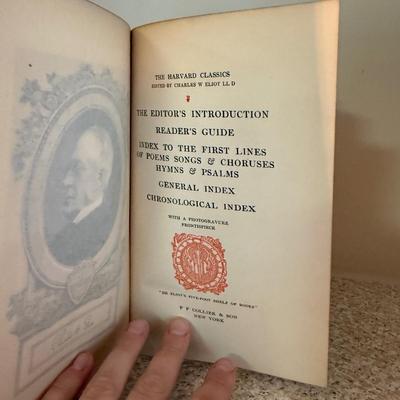 THE HARVARD CLASSICS
EDITED BY CHARLES W ELIOT LL D
THE EDITOR'S INTRODUCTION
READER'S GUIDE
INDEX TO THE FIRST LINES
OF POEMS SONGS & CHORUSES
HYMNS & PSALMS
GENERAL INDEX
CHRONOLOGICAL INDEX
WITH A PHOTOGRAVURE
FRONTISPIECE
"DR ELIOT'S FIVE-FOOT SHELF OF BOOKS"
P F COLLIER & SON
NEW YORK